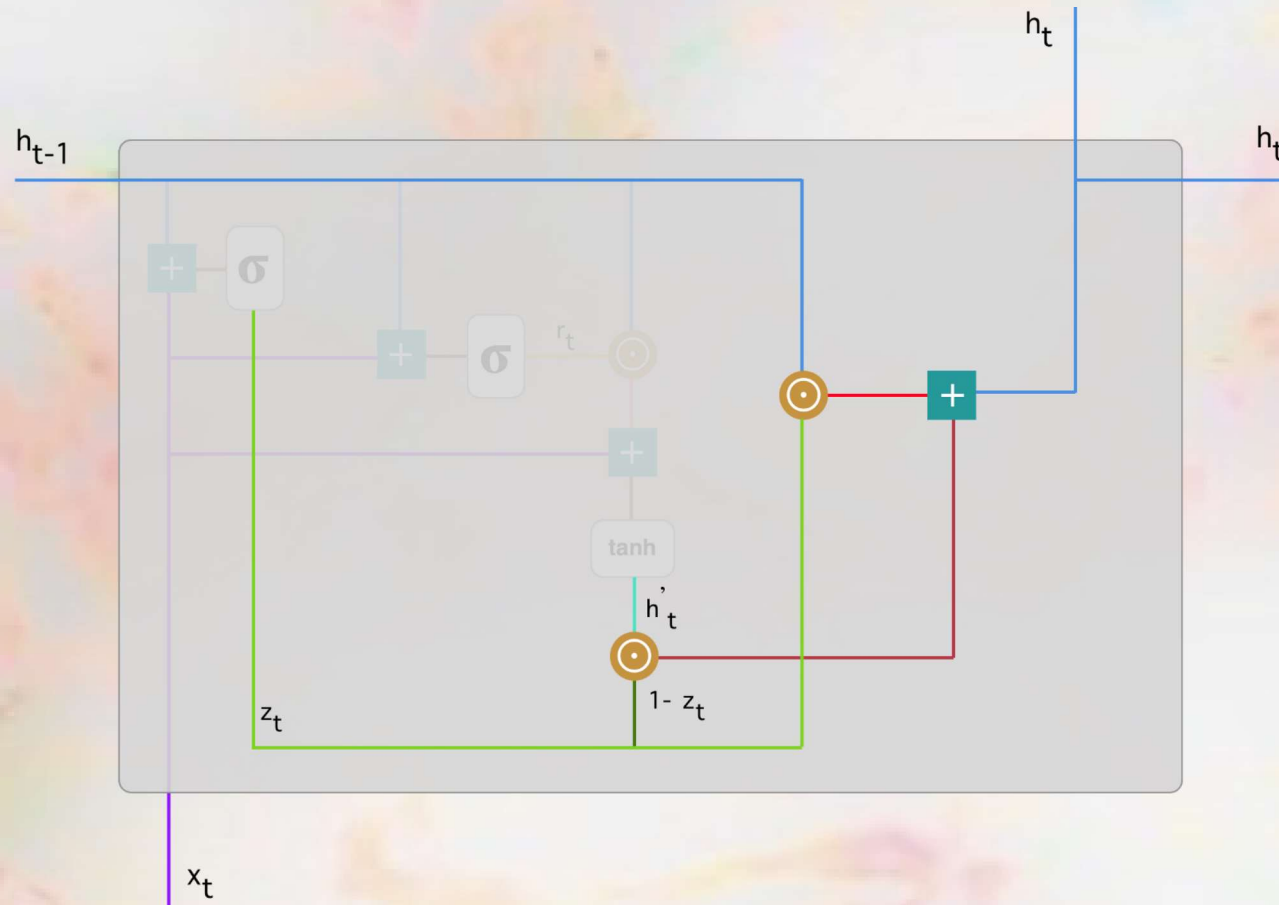 h_t
h_t-1
h_t
+
σ
+
σ
r_t
+
+
tanh
h'_t
1- z_t
z_t
x_t